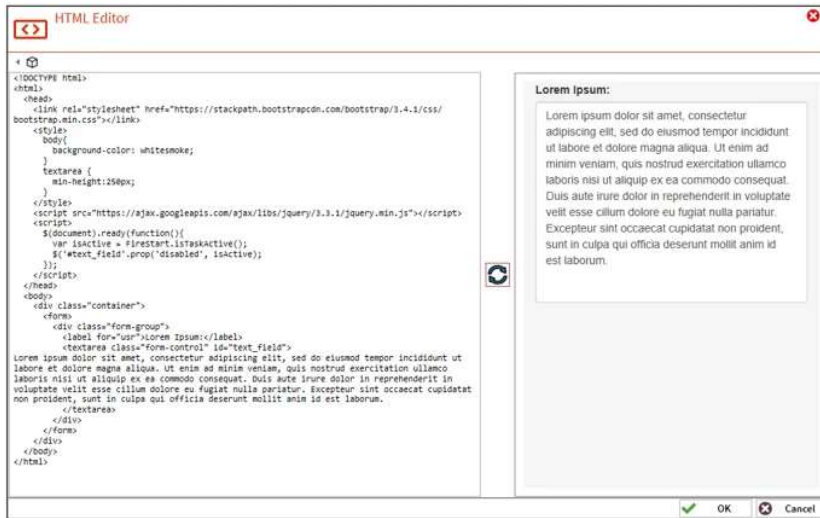 HTML Editor
<!DOCTYPE html>
<html>
<head>
<link rel="stylesheet" href="https://stackpath.bootstrapcdn.com/bootstrap/3.4.1/css/
bootstrap.min.css"></link>
<style>
body{
background-color: whitesmoke;
}
textarea {
min-height:250px;
}
</style>
<script src="https://ajax.googleapis.com/ajax/libs/jquery/3.3.1/jquery.min.js"></script>
<script>
$(document).ready(function(){
var isActive = FireStart.isTaskActive();
$('#text_field').prop('disabled', isActive);
});
</script>
</head>
<body>
<div class="container">
<form>
<div class="form-group">
<label for="usr">Lorem Ipsum:</label>
<textarea class="form-control" id="text_field">
Lorem ipsum dolor sit amet, consectetur adipiscing elit, sed do eiusmod tempor incididunt ut
labore et dolore magna aliqua. Ut enim ad minim veniam, quis nostrud exercitation ullamco
laboris nisi ut aliquip ex ea commodo consequat. Duis aute irure dolor in reprehenderit in
voluptate velit esse cillum dolore eu fugiat nulla pariatur. Excepteur sint occaecat cupidatat
non proident, sunt in culpa qui officia deserunt mollit anim id est laborum.
</textarea>
</div>
</form>
</div>
</body>
</html>
Lorem Ipsum:
Lorem ipsum dolor sit amet, consectetur
adipiscing elit, sed do eiusmod tempor incididunt
ut labore et dolore magna aliqua. Ut enim ad
minim veniam, quis nostrud exercitation ullamco
laboris nisi ut aliquip ex ea commodo consequat.
Duis aute irure dolor in reprehenderit in voluptate
velit esse cillum dolore eu fugiat nulla pariatur.
Excepteur sint occaecat cupidatat non proident,
sunt in culpa qui officia deserunt mollit anim id
est laborum.
OK
Cancel